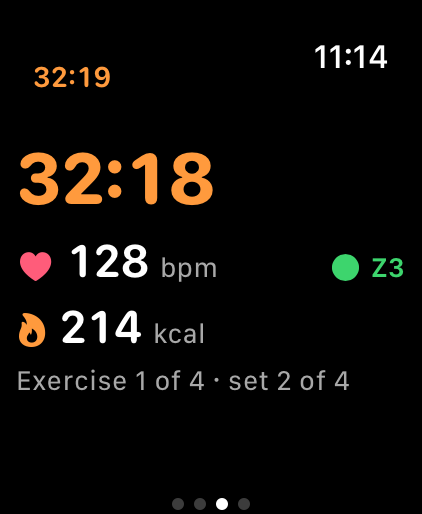 11:14
32:19
32:18
128 bpm Z3
214 kcal
Exercise 1 of 4 · set 2 of 4